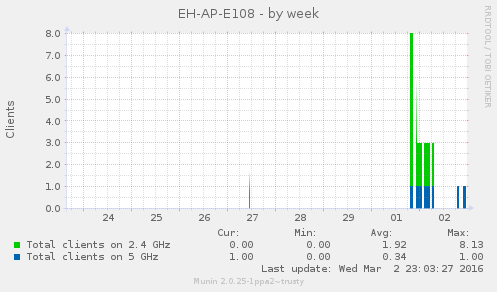 EH-AP-E108 - by week
RRDTOOL / TOBI OETIKER
Clients
8.0
7.0
6.0
5.0
4.0
3.0
2.0
1.0
0.0
24 25 26 27 28 29 01 02
Cur: Min: Avg: Max:
Total clients on 2.4 GHz 0.00 0.00 1.92 8.13
Total clients on 5 GHz 1.00 0.00 0.34 1.00
Last update: Wed Mar 2 23:03:27 2016
Munin 2.0.25-1ppa2~trusty